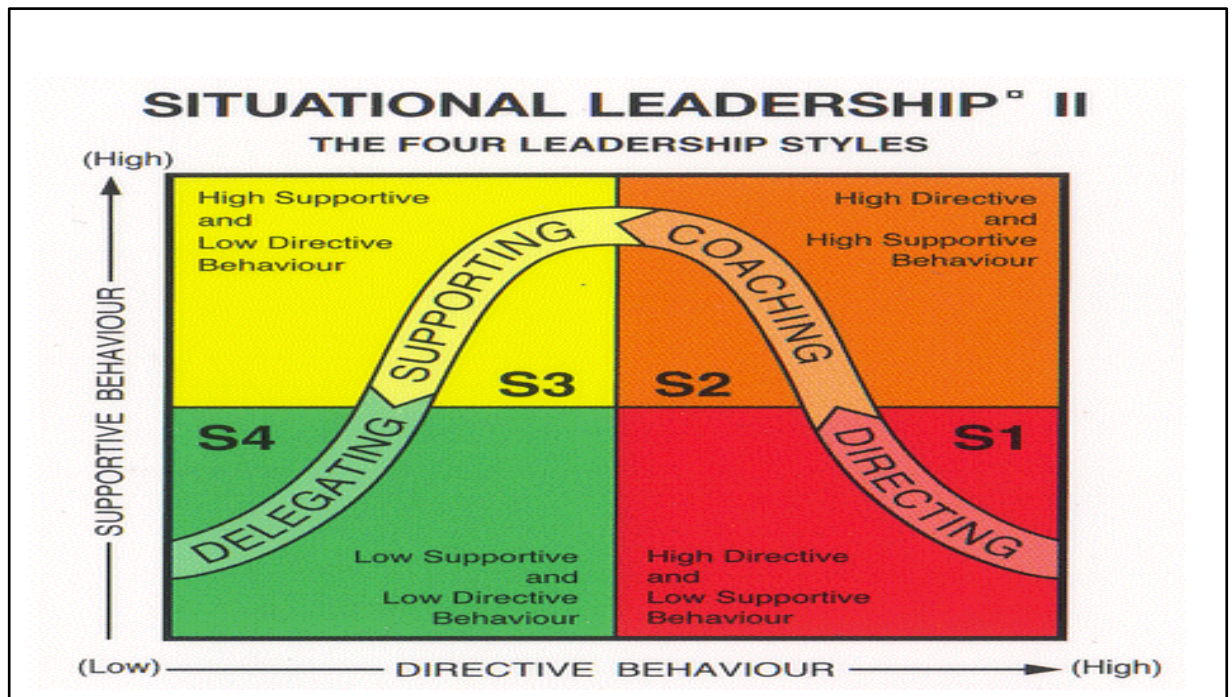 SITUATIONAL LEADERSHIP¤ II
THE FOUR LEADERSHIP STYLES
(High)
SUPPORTIVE BEHAVIOUR
High Supportive
and
Low Directive
Behaviour
SUPPORTING
S3
High Directive
and
High Supportive
Behaviour
COACHING
S2
S4
DELEGATING
Low Supportive
and
Low Directive
Behaviour
S1
DIRECTING
High Directive
and
Low Supportive
Behaviour
(Low)
DIRECTIVE BEHAVIOUR
(High)